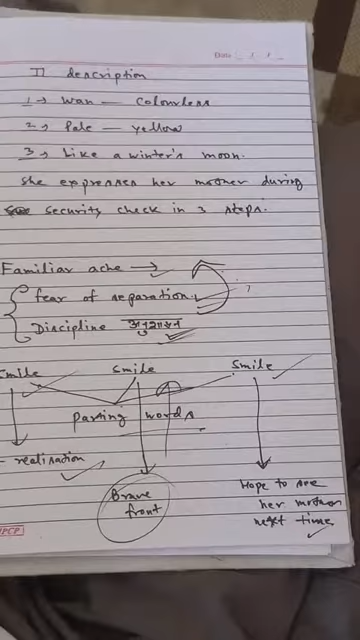 Date
II description
1 → Wan — Colourless
2 → Pale — yellow
3 → Like a winter's moon.
She expresses her mother during
security check in 3 steps.
Familiar ache →
fear of separation.
Discipline अनुशासन
Smile Smile Smile
parting words
- realisation
Brave front
Hope to see her mother next time